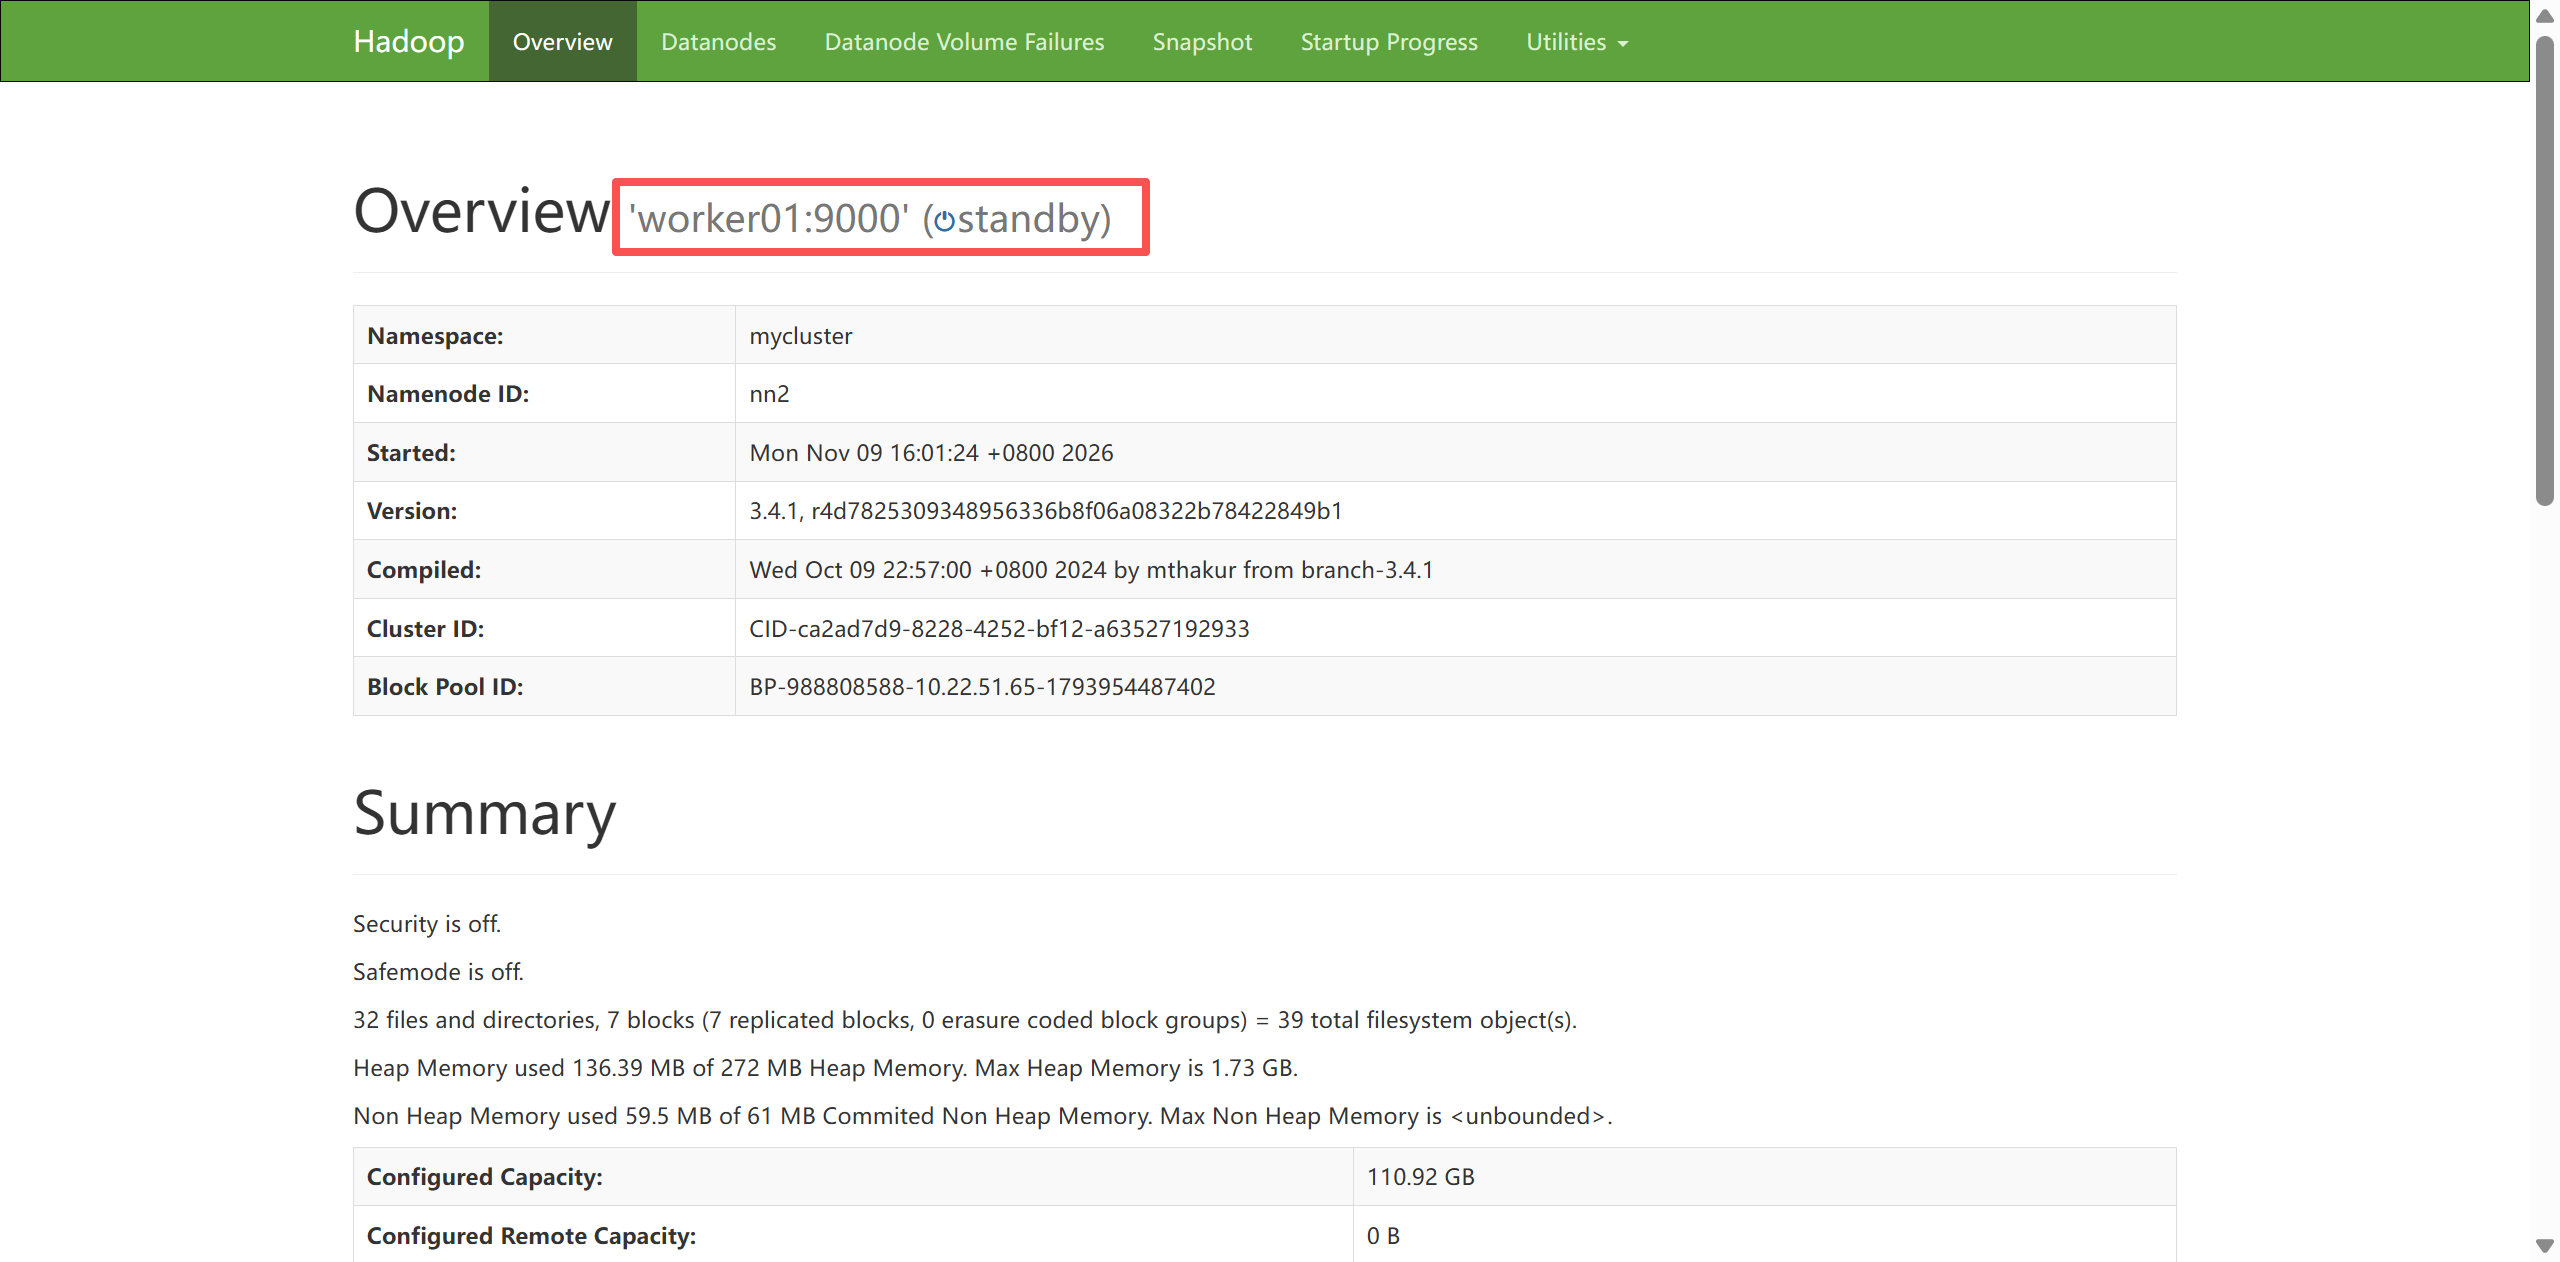 Hadoop Overview Datanodes Datanode Volume Failures Snapshot Startup Progress Utilities
Overview 'worker01:9000' (standby)
Namespace: mycluster
Namenode ID: nn2
Started: Mon Nov 09 16:01:24 +0800 2026
Version: 3.4.1, r4d7825309348956336b8f06a08322b78422849b1
Compiled: Wed Oct 09 22:57:00 +0800 2024 by mthakur from branch-3.4.1
Cluster ID: CID-ca2ad7d9-8228-4252-bf12-a63527192933
Block Pool ID: BP-988808588-10.22.51.65-1793954487402
Summary
Security is off.
Safemode is off.
32 files and directories, 7 blocks (7 replicated blocks, 0 erasure coded block groups) = 39 total filesystem object(s).
Heap Memory used 136.39 MB of 272 MB Heap Memory. Max Heap Memory is 1.73 GB.
Non Heap Memory used 59.5 MB of 61 MB Commited Non Heap Memory. Max Non Heap Memory is <unbounded>.
Configured Capacity: 110.92 GB
Configured Remote Capacity: 0 B